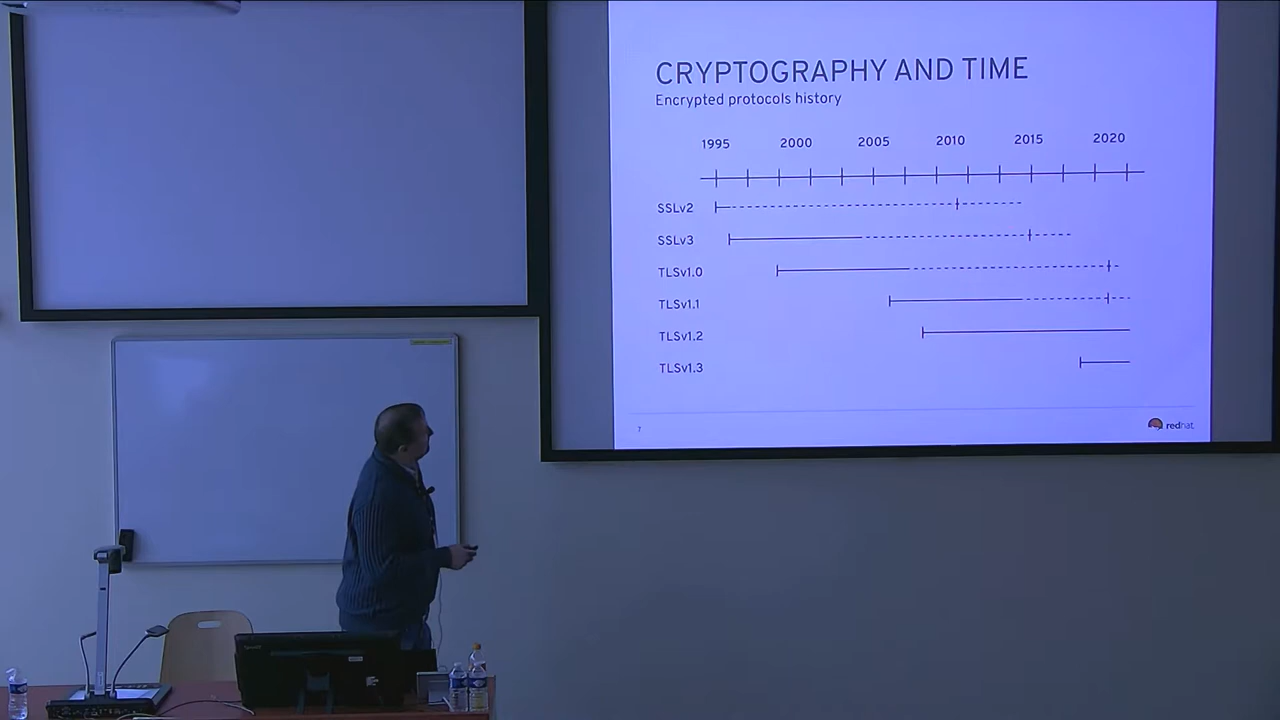 CRYPTOGRAPHY AND TIME
Encrypted protocols history
1995 2000 2005 2010 2015 2020
SSLv2
SSLv3
TLSv1.0
TLSv1.1
TLSv1.2
TLSv1.3
7
redhat